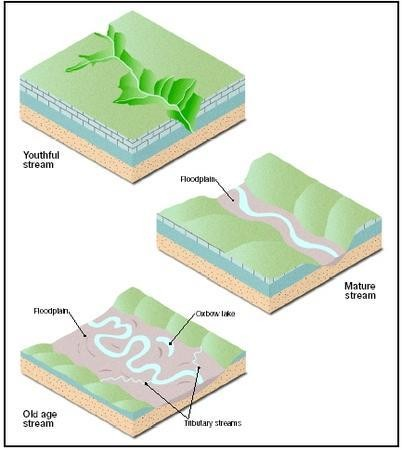 Youthful
stream
Floodplain
Mature
stream
Floodplain
Oxbow lake
Old age
stream
Tributary streams